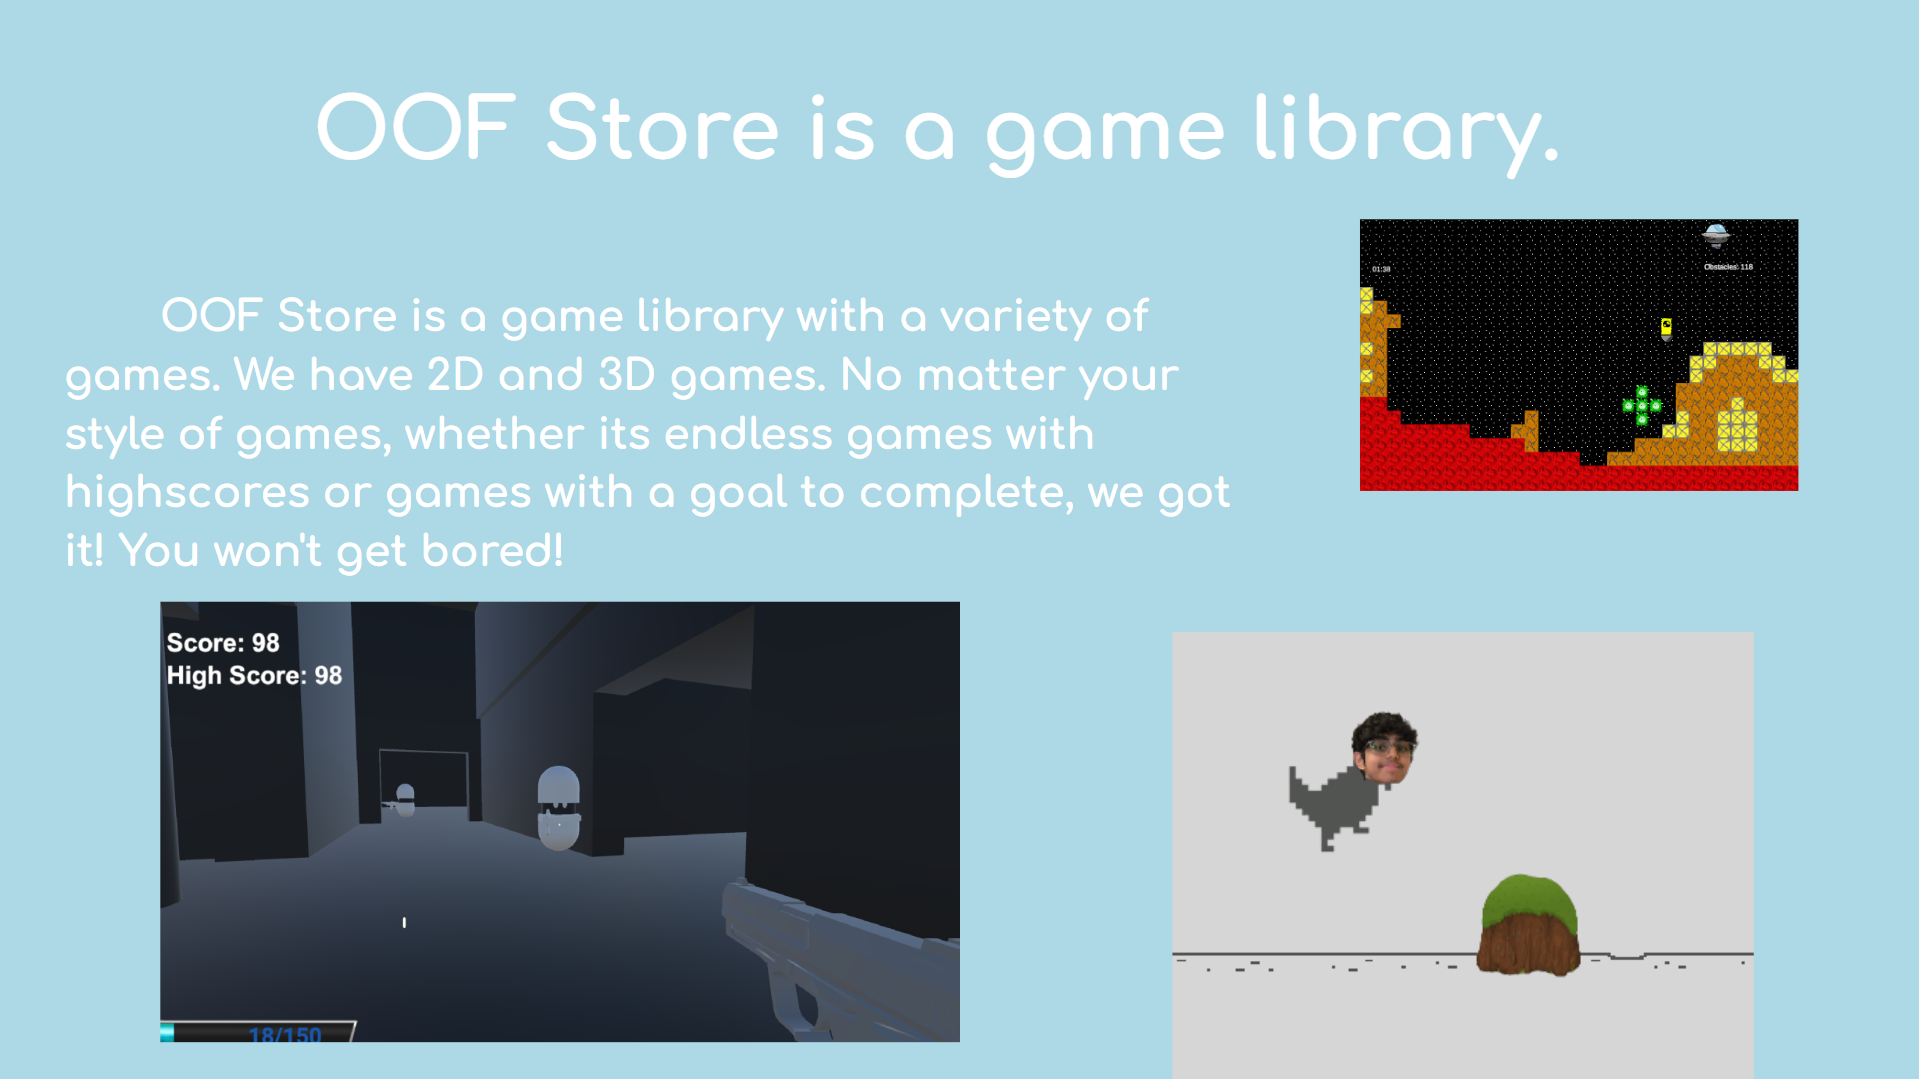 OOF Store is a game library.
OOF Store is a game library with a variety of
games. We have 2D and 3D games. No matter your
style of games, whether its endless games with
highscores or games with a goal to complete, we got
it! You won't get bored!
01:38
Obstacles: 118
Score: 98
High Score: 98
18/150